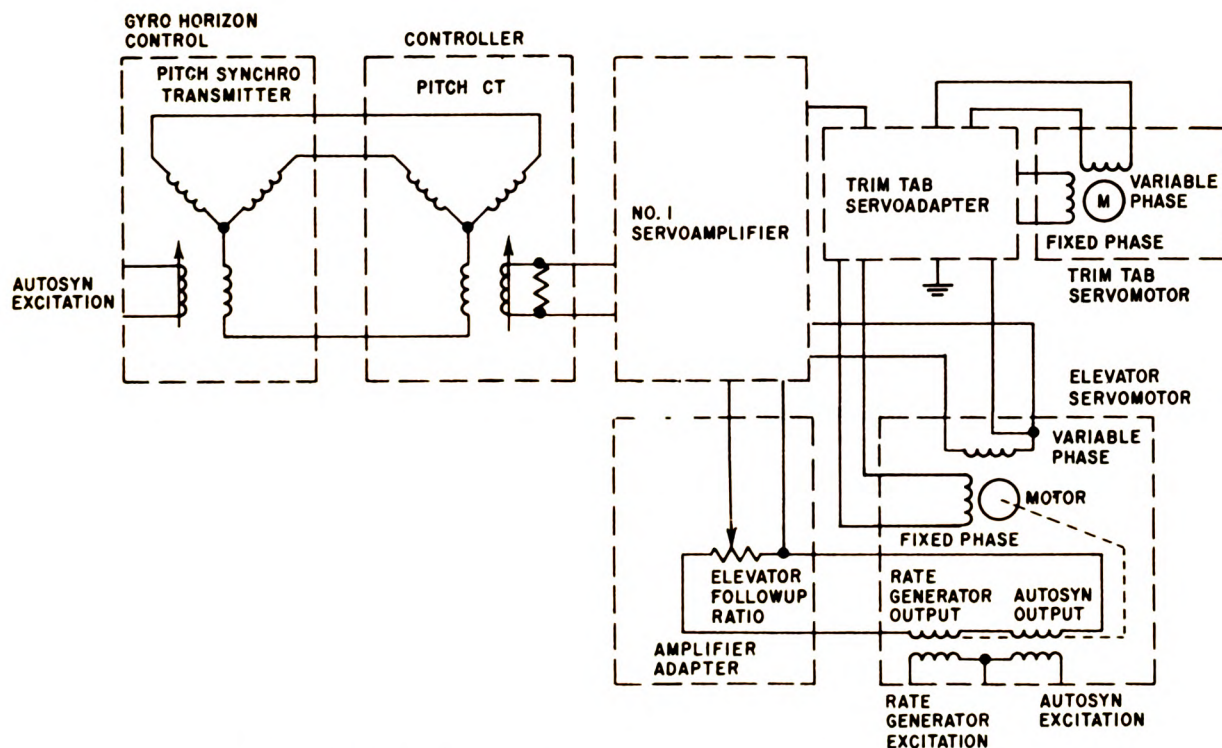 GYRO HORIZON
CONTROL
PITCH SYNCHRO
TRANSMITTER
CONTROLLER
PITCH CT
AUTOSYN
EXCITATION
NO. 1
SERVOAMPLIFIER
TRIM TAB
SERVOADAPTER
M
VARIABLE
PHASE
FIXED PHASE
TRIM TAB
SERVOMOTOR
ELEVATOR
SERVOMOTOR
VARIABLE
PHASE
MOTOR
FIXED PHASE
ELEVATOR
FOLLOWUP
RATIO
RATE
GENERATOR
OUTPUT
AUTOSYN
OUTPUT
AMPLIFIER
ADAPTER
RATE
GENERATOR
EXCITATION
AUTOSYN
EXCITATION